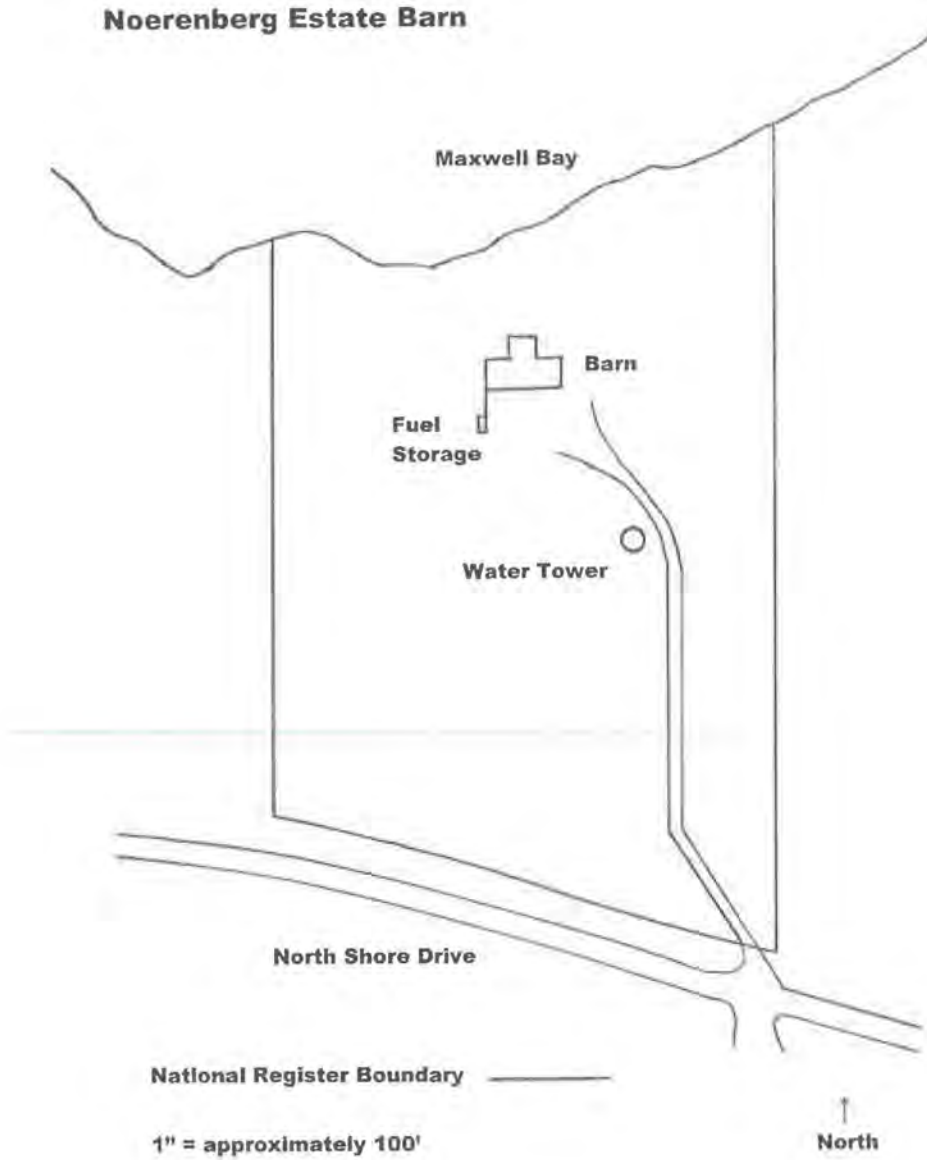 Noerenberg Estate Barn
Maxwell Bay
Barn
Fuel
Storage
Water Tower
North Shore Drive
National Register Boundary
1" = approximately 100'
North